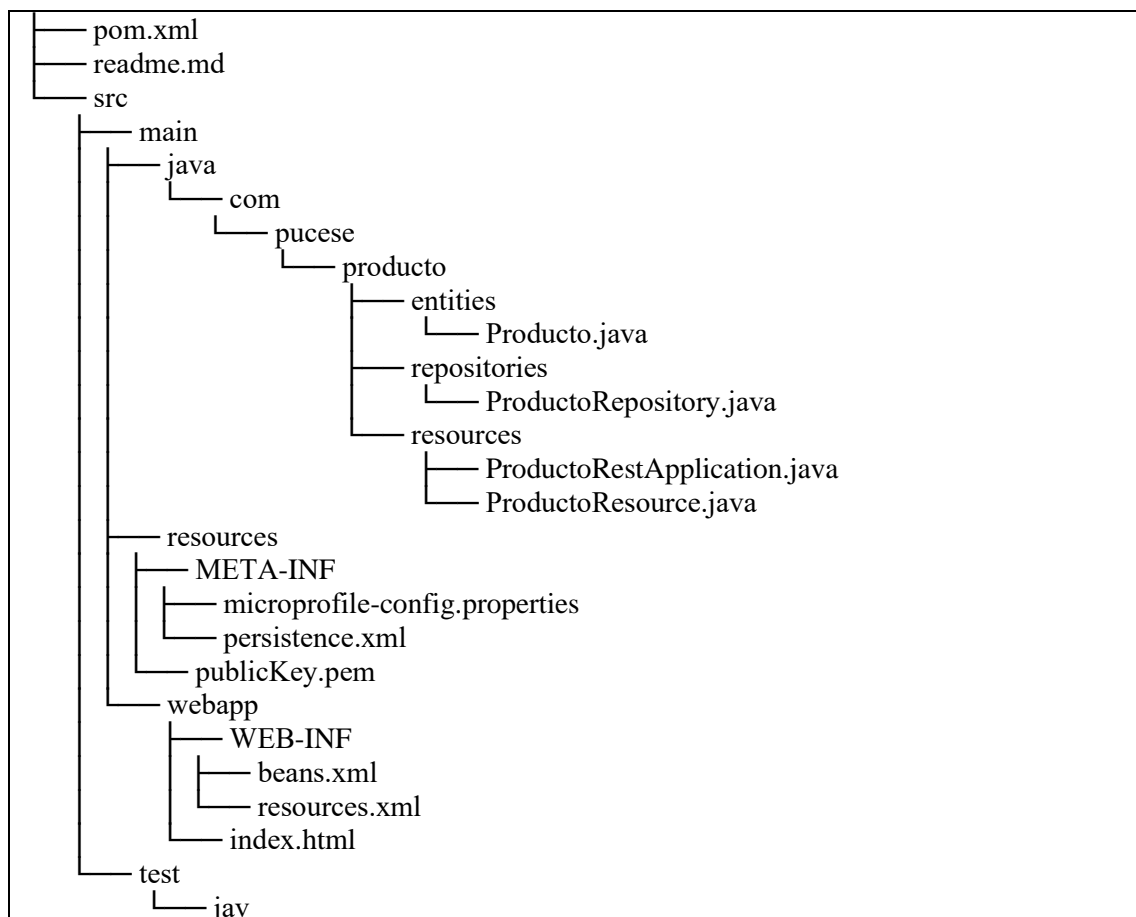 pom.xml
readme.md
src
main
java
com
pucese
producto
entities
Producto.java
repositories
ProductoRepository.java
resources
ProductoRestApplication.java
ProductoResource.java
resources
META-INF
microprofile-config.properties
persistence.xml
publicKey.pem
webapp
WEB-INF
beans.xml
resources.xml
index.html
test
jav